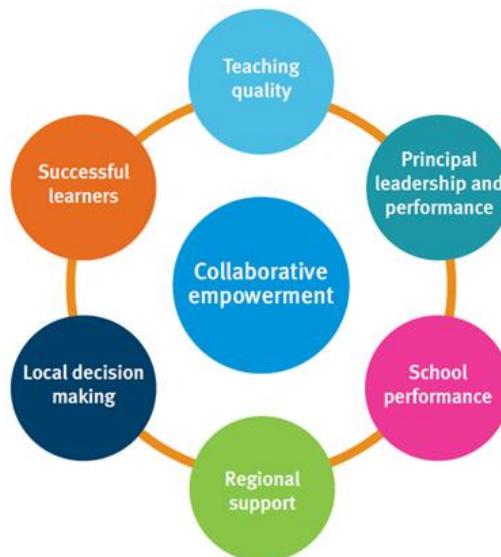 Teaching
quality
Principal
leadership and
performance
School
performance
Regional
support
Local decision
making
Successful
learners
Collaborative
empowerment